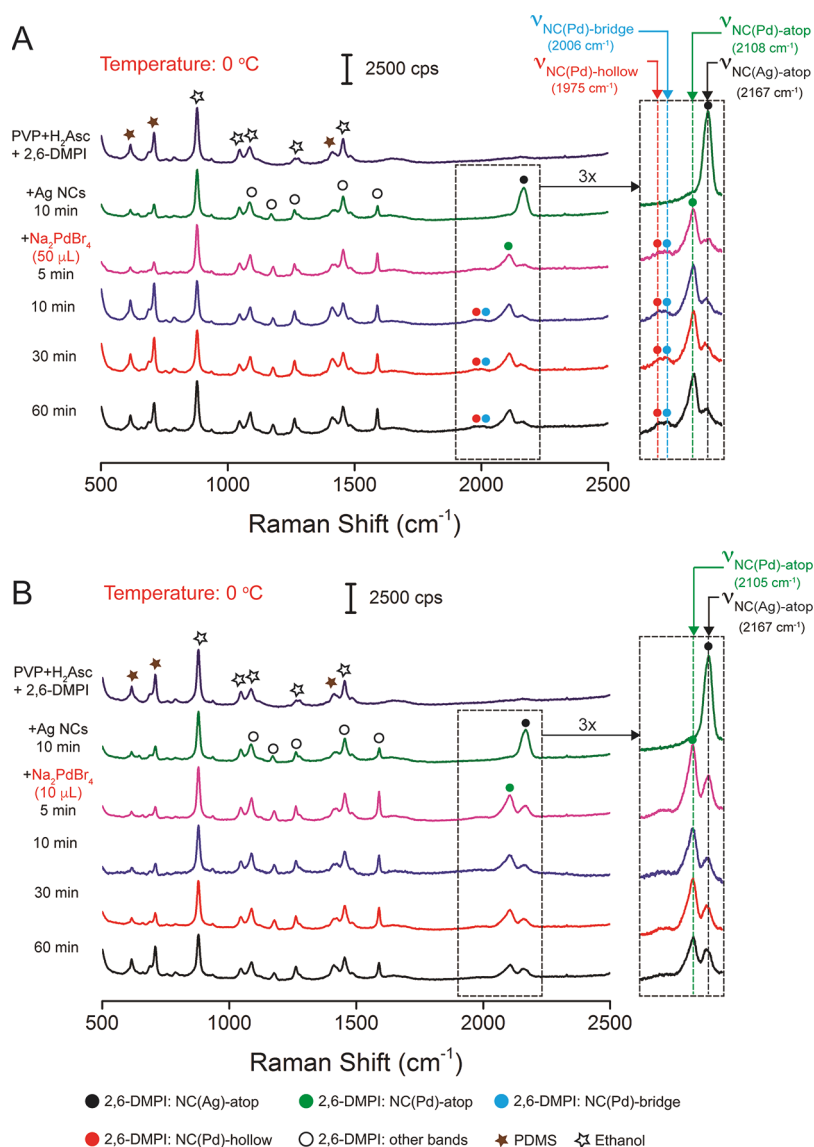 A
Temperature: 0 °C
2500 cps
νNC(Pd)-bridge
(2006 cm-1)
νNC(Pd)-atop
(2108 cm-1)
νNC(Pd)-hollow
(1975 cm-1)
νNC(Ag)-atop
(2167 cm-1)
PVP+H2Asc
+ 2,6-DMPI
+Ag NCs
10 min
3x
+Na2PdBr4
(50 μL)
5 min
10 min
30 min
60 min
500 1000 1500 2000 2500
Raman Shift (cm-1)
B
Temperature: 0 °C
2500 cps
νNC(Pd)-atop
(2105 cm-1)
νNC(Ag)-atop
(2167 cm-1)
PVP+H2Asc
+ 2,6-DMPI
+Ag NCs
10 min
3x
+Na2PdBr4
(10 μL)
5 min
10 min
30 min
60 min
500 1000 1500 2000 2500
Raman Shift (cm-1)
2,6-DMPI: NC(Ag)-atop 2,6-DMPI: NC(Pd)-atop 2,6-DMPI: NC(Pd)-bridge
2,6-DMPI: NC(Pd)-hollow 2,6-DMPI: other bands PDMS Ethanol